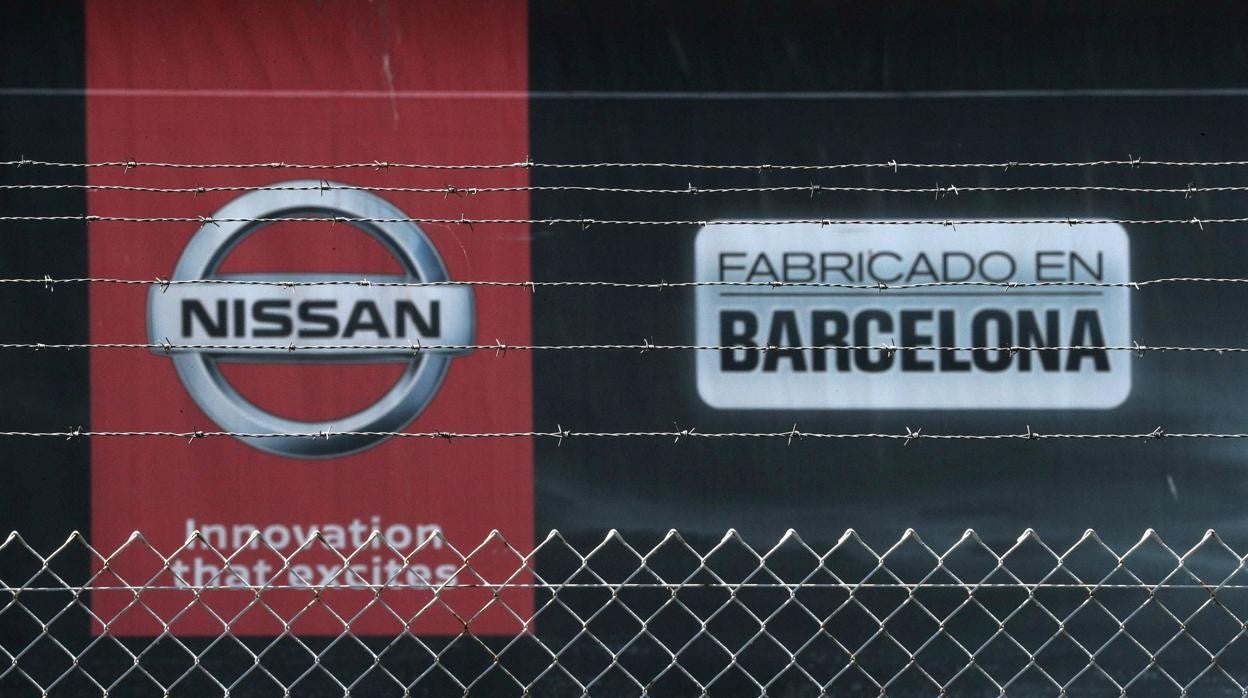 NISSAN
Innovation
that excites
FABRICADO EN
BARCELONA